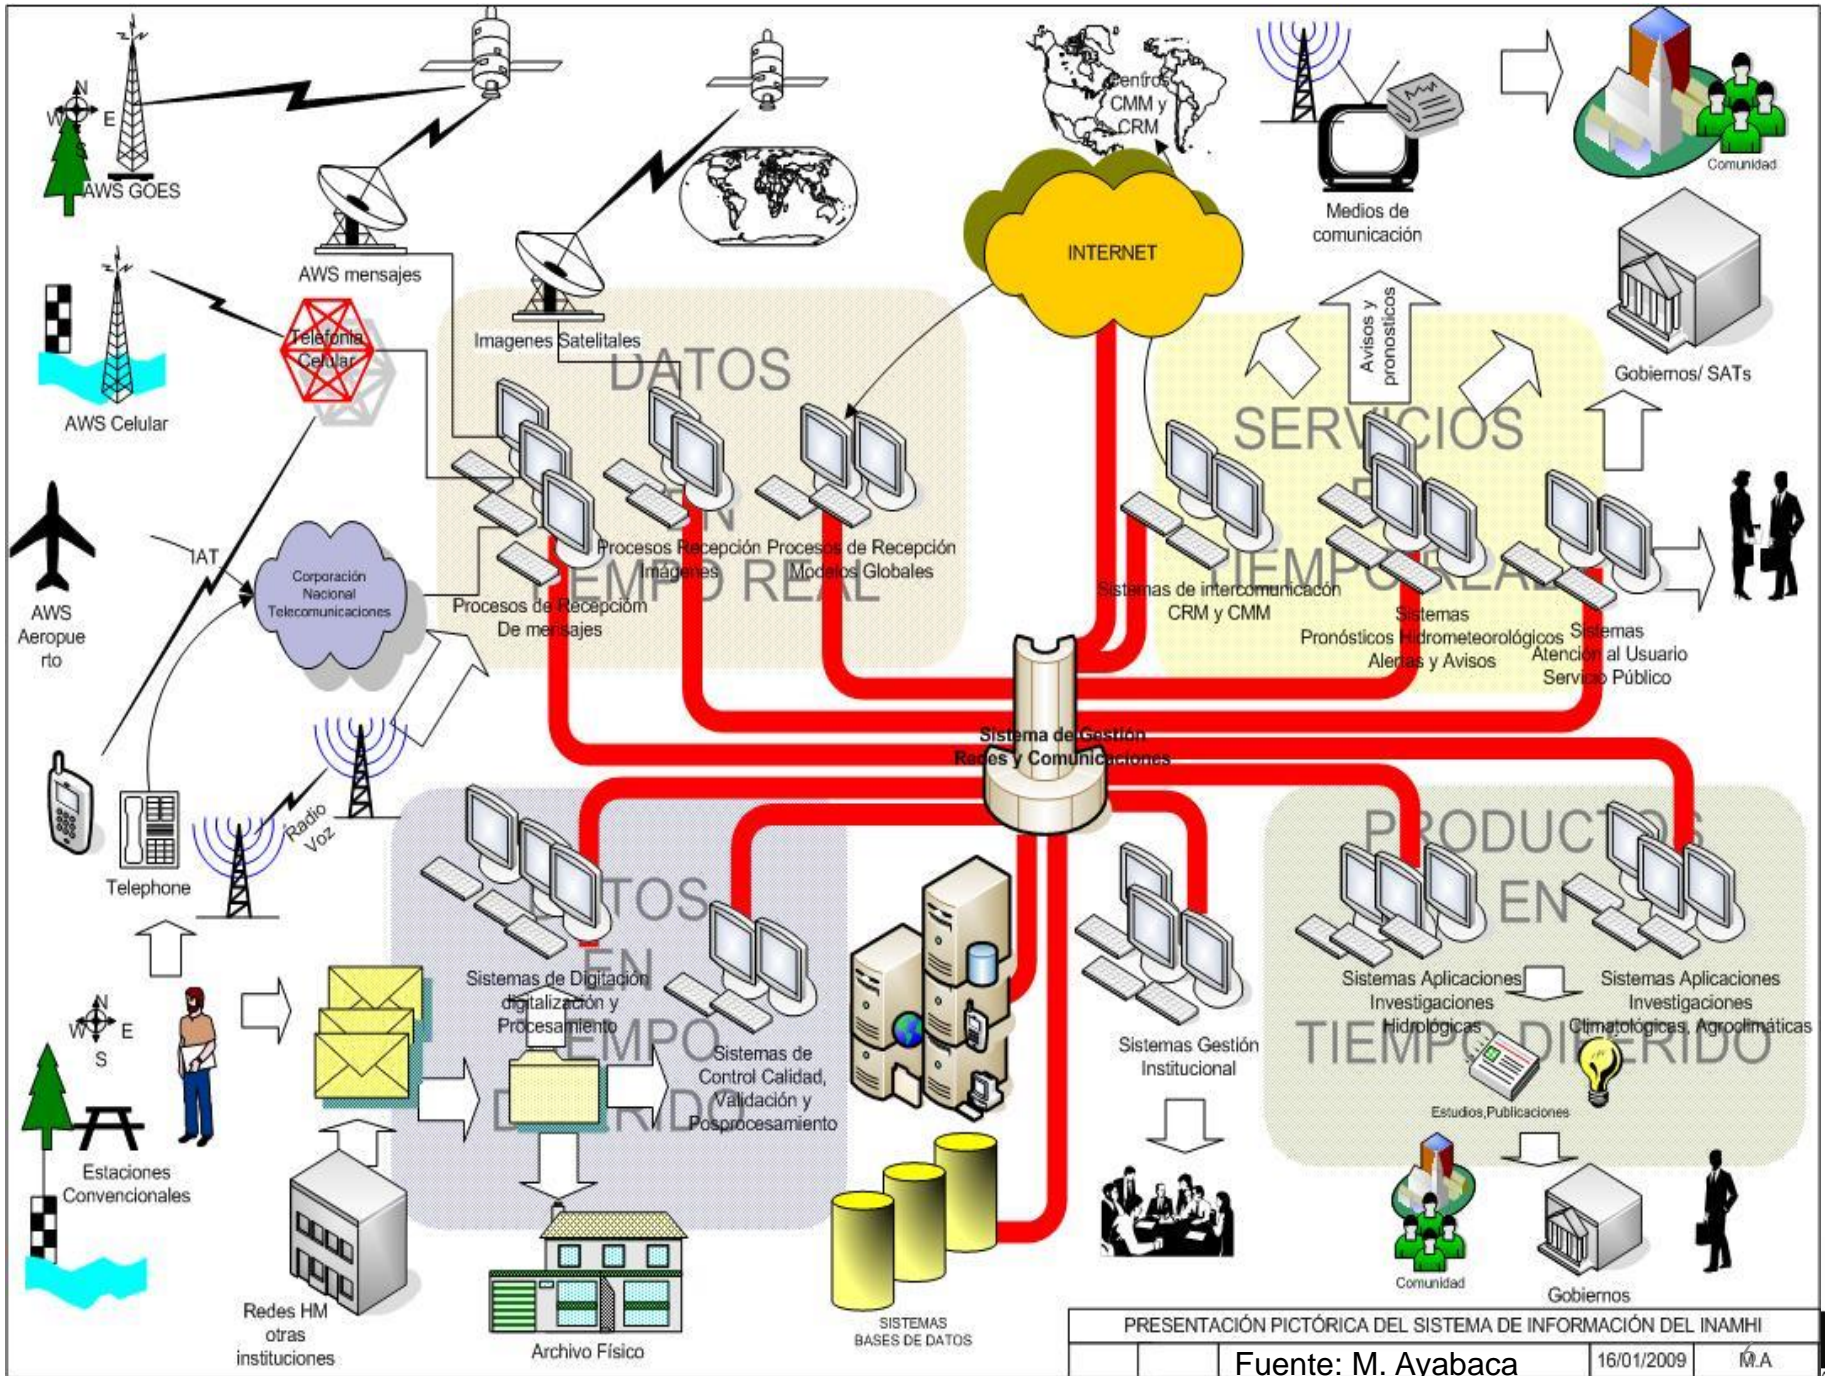 N
W
E
S
AWS GOES
AWS mensajes
Centros
CMM y
CRM
INTERNET
Medios de
comunicación
Comunidad
AWS Celular
Telefonía
Celular
Imagenes Satelitales
Avisos y
pronosticos
Gobiernos/ SATs
DATOS
EN
TIEMPO REAL
SERVICIOS
TIEMPO REAL
AWS
Aeropue
rto
IAT
Corporación
Nacional
Telecomunicaciones
Procesos de Recepcióm
De mensajes
Procesos Recepción
Imágenes
Procesos de Recepción
Modelos Globales
Sistemas de intercomunicacón
CRM y CMM
Sistemas
Pronósticos Hidrometeorológicos
Alertas y Avisos
Sistemas
Atención al Usuario
Servicio Público
Sistema de Gestión
Redes y Comunicaciones
Telephone
Radio
Voz
TOS
EN
EMPO
D RIDO
Sistemas de Digitación
digitalización y
Procesamiento
Sistemas de
Control Calidad,
Validación y
Posprocesamiento
PRODUCTOS
EN
TIEMPO DIFERIDO
Sistemas Aplicaciones
Investigaciones
Hidrológicas
Sistemas Aplicaciones
Investigaciones
Climatológicas, Agroclimáticas
Sistemas Gestión
Institucional
Estudios,Publicaciones
N
W
E
S
Estaciones
Convencionales
Redes HM
otras
instituciones
Archivo Físico
SISTEMAS
BASES DE DATOS
Comunidad
Gobiernos
PRESENTACIÓN PICTÓRICA DEL SISTEMA DE INFORMACIÓN DEL INAMHI
Fuente: M. Ayabaca
16/01/2009
M.A
6